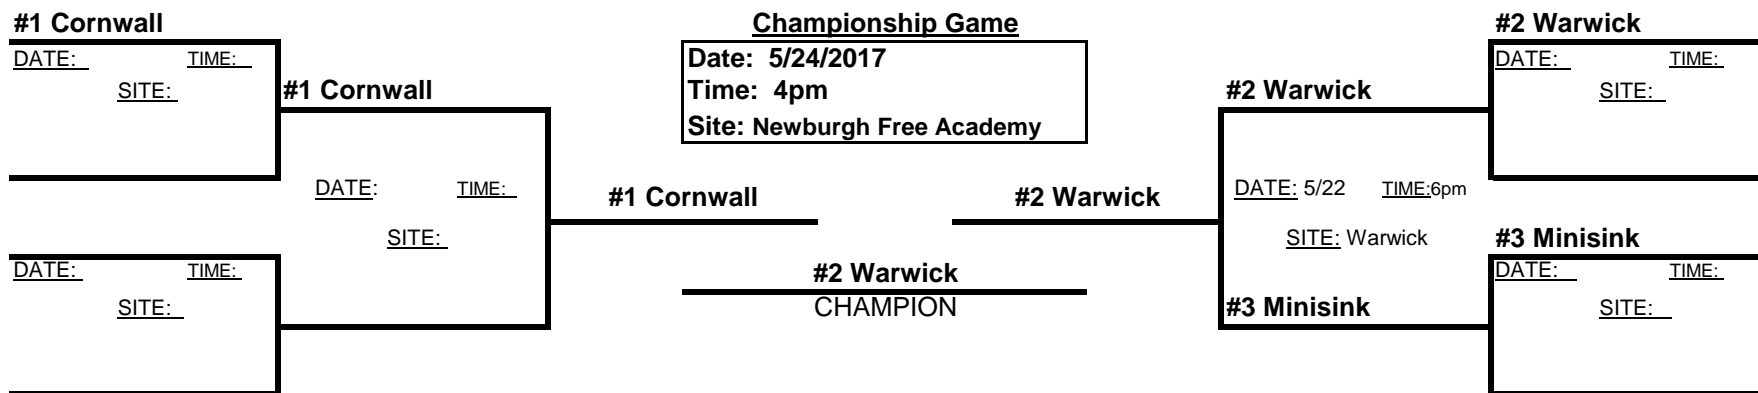 #1 Cornwall
Championship Game
#2 Warwick
DATE: TIME:
Date: 5/24/2017
DATE: TIME:
SITE:
#1 Cornwall
Time: 4pm
#2 Warwick
SITE:
Site: Newburgh Free Academy
DATE: TIME:
#1 Cornwall
#2 Warwick
DATE: 5/22 TIME:6pm
SITE:
SITE: Warwick
#3 Minisink
DATE: TIME:
#2 Warwick
DATE: TIME:
SITE:
CHAMPION
#3 Minisink
SITE: